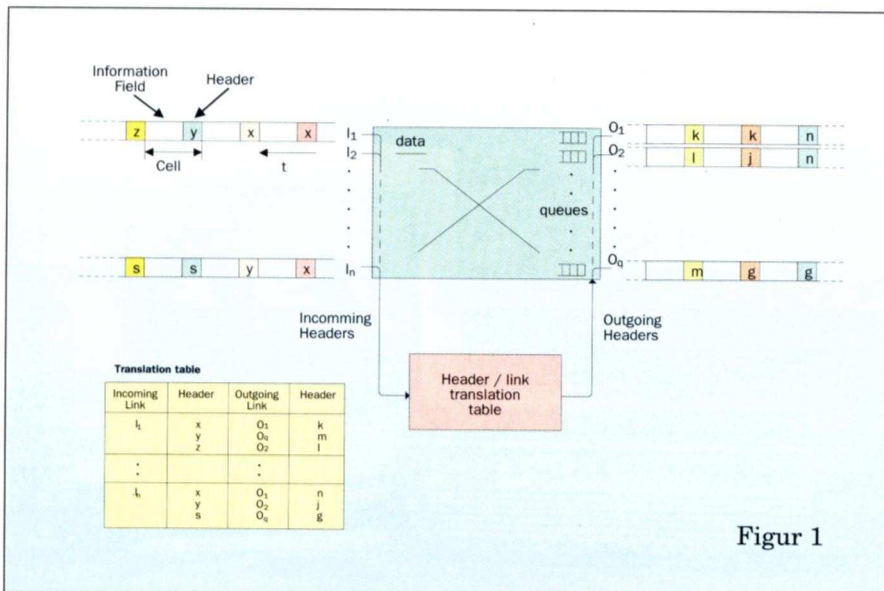 Information
Field
Header
z y x x
Cell
t
I1
I2
In
data
queues
O1
O2
Oq
k k n
l j n
s s y x
m g g
Incomming
Headers
Outgoing
Headers
Header / link
translation
table
Translation table
Incoming
Link
Header
Outgoing
Link
Header
I1 x O1 k
y Oq m
z O2 l
In x O1 n
y O2 j
s Oq g
Figur 1